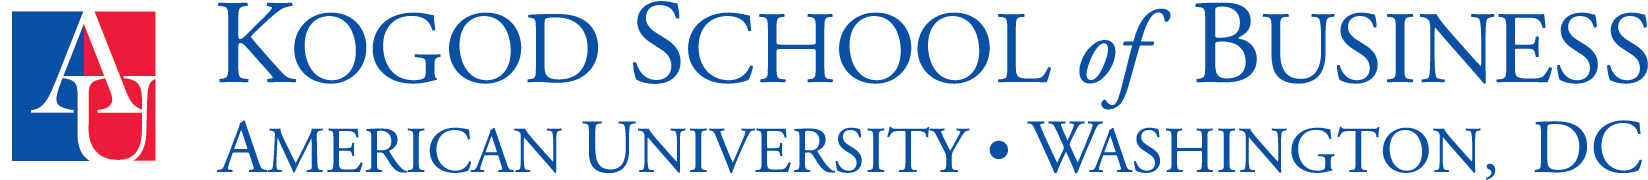 AU
KOGOD SCHOOL of BUSINESS
AMERICAN UNIVERSITY • WASHINGTON, DC